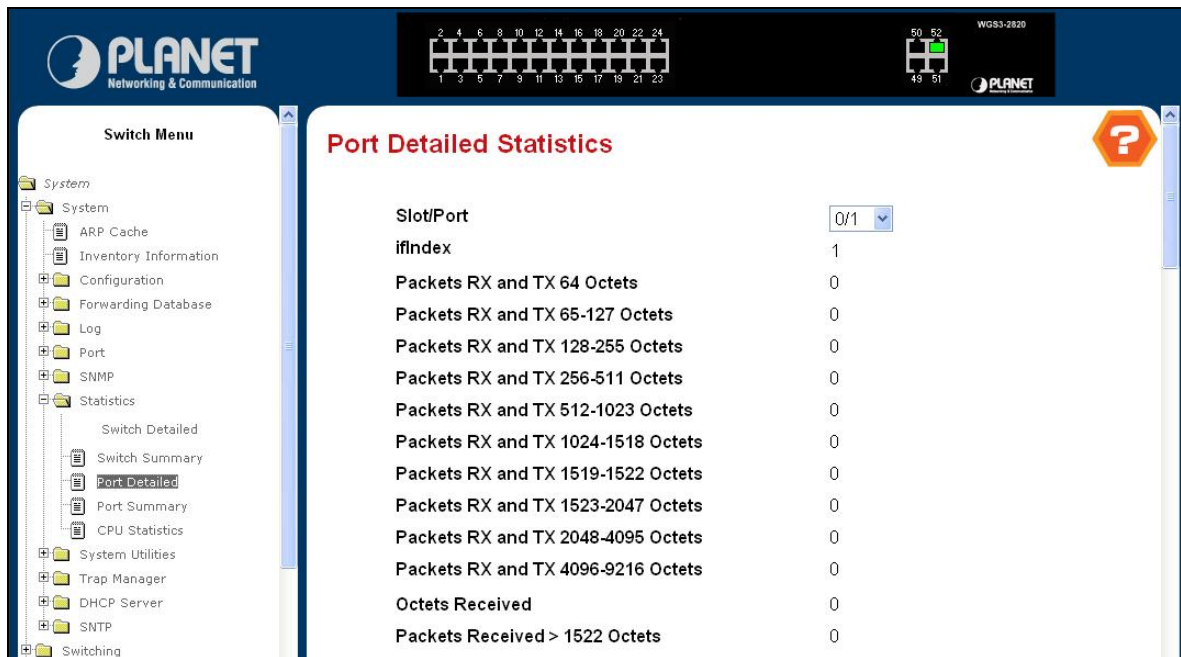 PLANET
Networking & Communication
2 4 6 8 10 12 14 16 18 20 22 24
1 3 5 7 9 11 13 15 17 19 21 23
50 52
49 51
WGS3-2820
PLANET
Switch Menu
System
System
ARP Cache
Inventory Information
Configuration
Forwarding Database
Log
Port
SNMP
Statistics
Switch Detailed
Switch Summary
Port Detailed
Port Summary
CPU Statistics
System Utilities
Trap Manager
DHCP Server
SNTP
Switching
Port Detailed Statistics
?
Slot/Port 0/1
ifIndex 1
Packets RX and TX 64 Octets 0
Packets RX and TX 65-127 Octets 0
Packets RX and TX 128-255 Octets 0
Packets RX and TX 256-511 Octets 0
Packets RX and TX 512-1023 Octets 0
Packets RX and TX 1024-1518 Octets 0
Packets RX and TX 1519-1522 Octets 0
Packets RX and TX 1523-2047 Octets 0
Packets RX and TX 2048-4095 Octets 0
Packets RX and TX 4096-9216 Octets 0
Octets Received 0
Packets Received > 1522 Octets 0